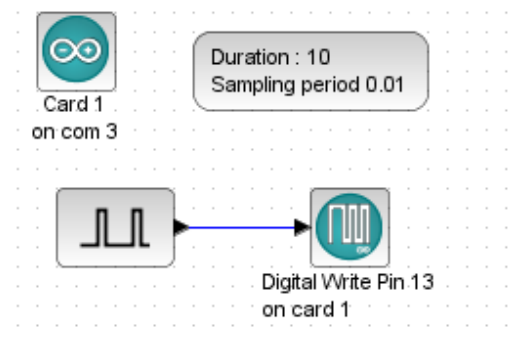 Card 1
on com 3
Duration : 10
Sampling period 0.01
Digital Write Pin 13
on card 1